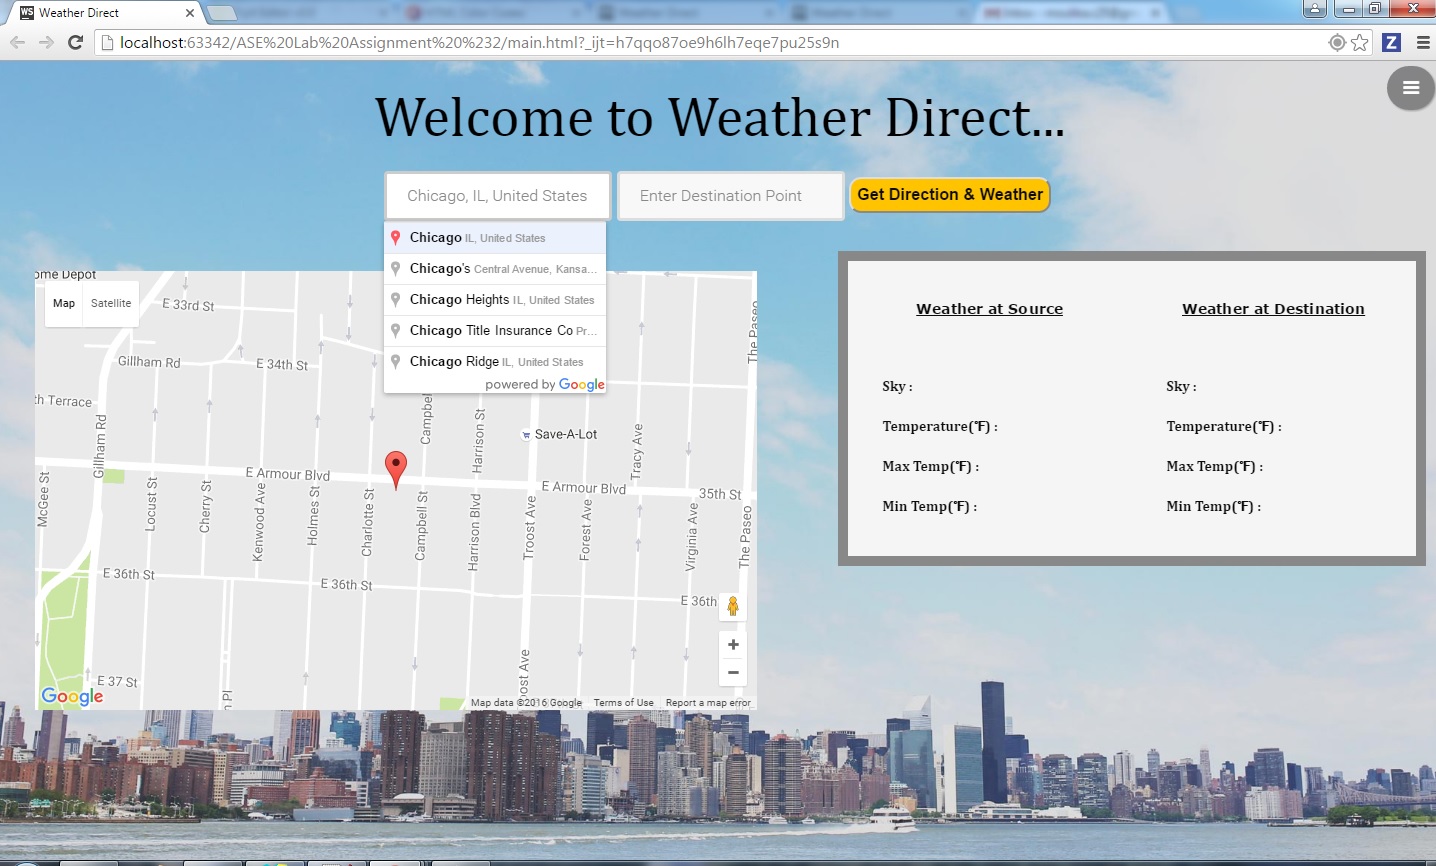 WS Weather Direct
localhost:63342/ASE%20Lab%20Assignment%20%232/main.html?_ijt=h7qqo87oe9h6lh7eqe7pu25s9n
Z
Welcome to Weather Direct...
Chicago, IL, United States
Enter Destination Point
Get Direction & Weather
Chicago IL, United States
Chicago's Central Avenue, Kansa...
Chicago Heights IL, United States
Chicago Title Insurance Co Pr...
Chicago Ridge IL, United States
powered by Google
ome Depot
Map
Satellite
E 33rd St
The Paseo
Gillham Rd
E 34th St
th Terrace
Campbel
Gillham Rd
Harrison St
Save-A-Lot
Tracy Ave
E Armour Blvd
E Armour Blvd
35th St
McGee St
Locust St
Cherry St
Kenwood Ave
Holmes St
Charlotte St
Campbell St
Harrison Blvd
Troost Ave
Forest Ave
Virginia Ave
The Paseo
E 36th St
E 36th St
E 36th
E 37 St
n Pl
oost Ave
Google
Map data ©2016 Google
Terms of Use
Report a map error
Weather at Source
Sky :
Temperature(°F) :
Max Temp(°F) :
Min Temp(°F) :
Weather at Destination
Sky :
Temperature(°F) :
Max Temp(°F) :
Min Temp(°F) :